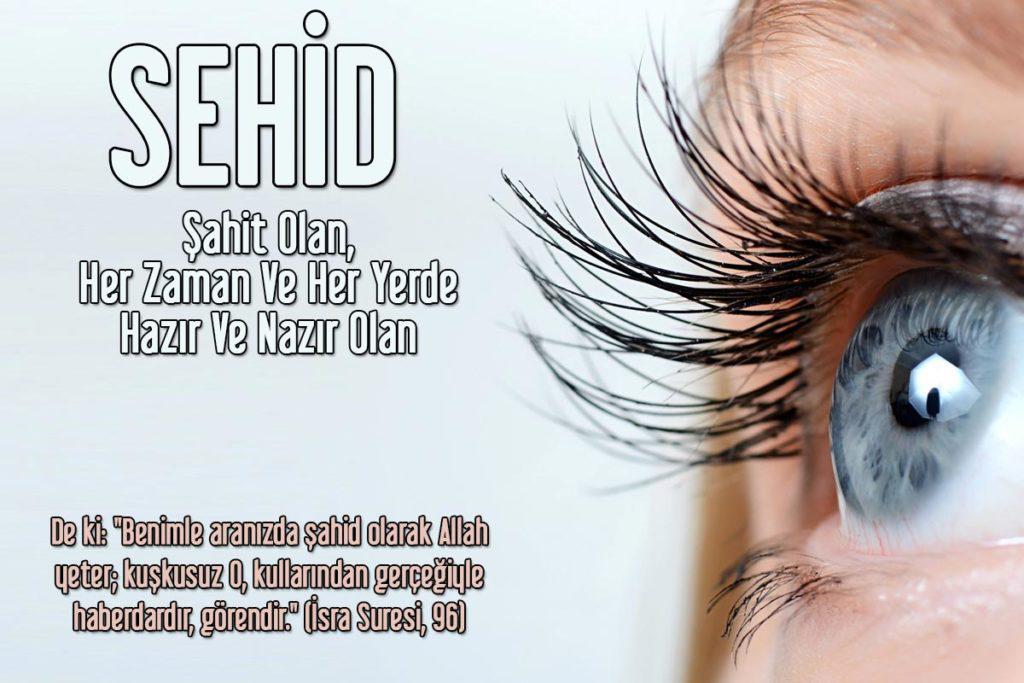 SEHİD
Şahit Olan,
Her Zaman Ve Her Yerde
Hazır Ve Nazır Olan
De ki: "Benimle aranızda şahid olarak Allah
yeter; kuşkusuz O, kullarından gerçeğiyle
haberdardır, görendir." (İsra Suresi, 96)